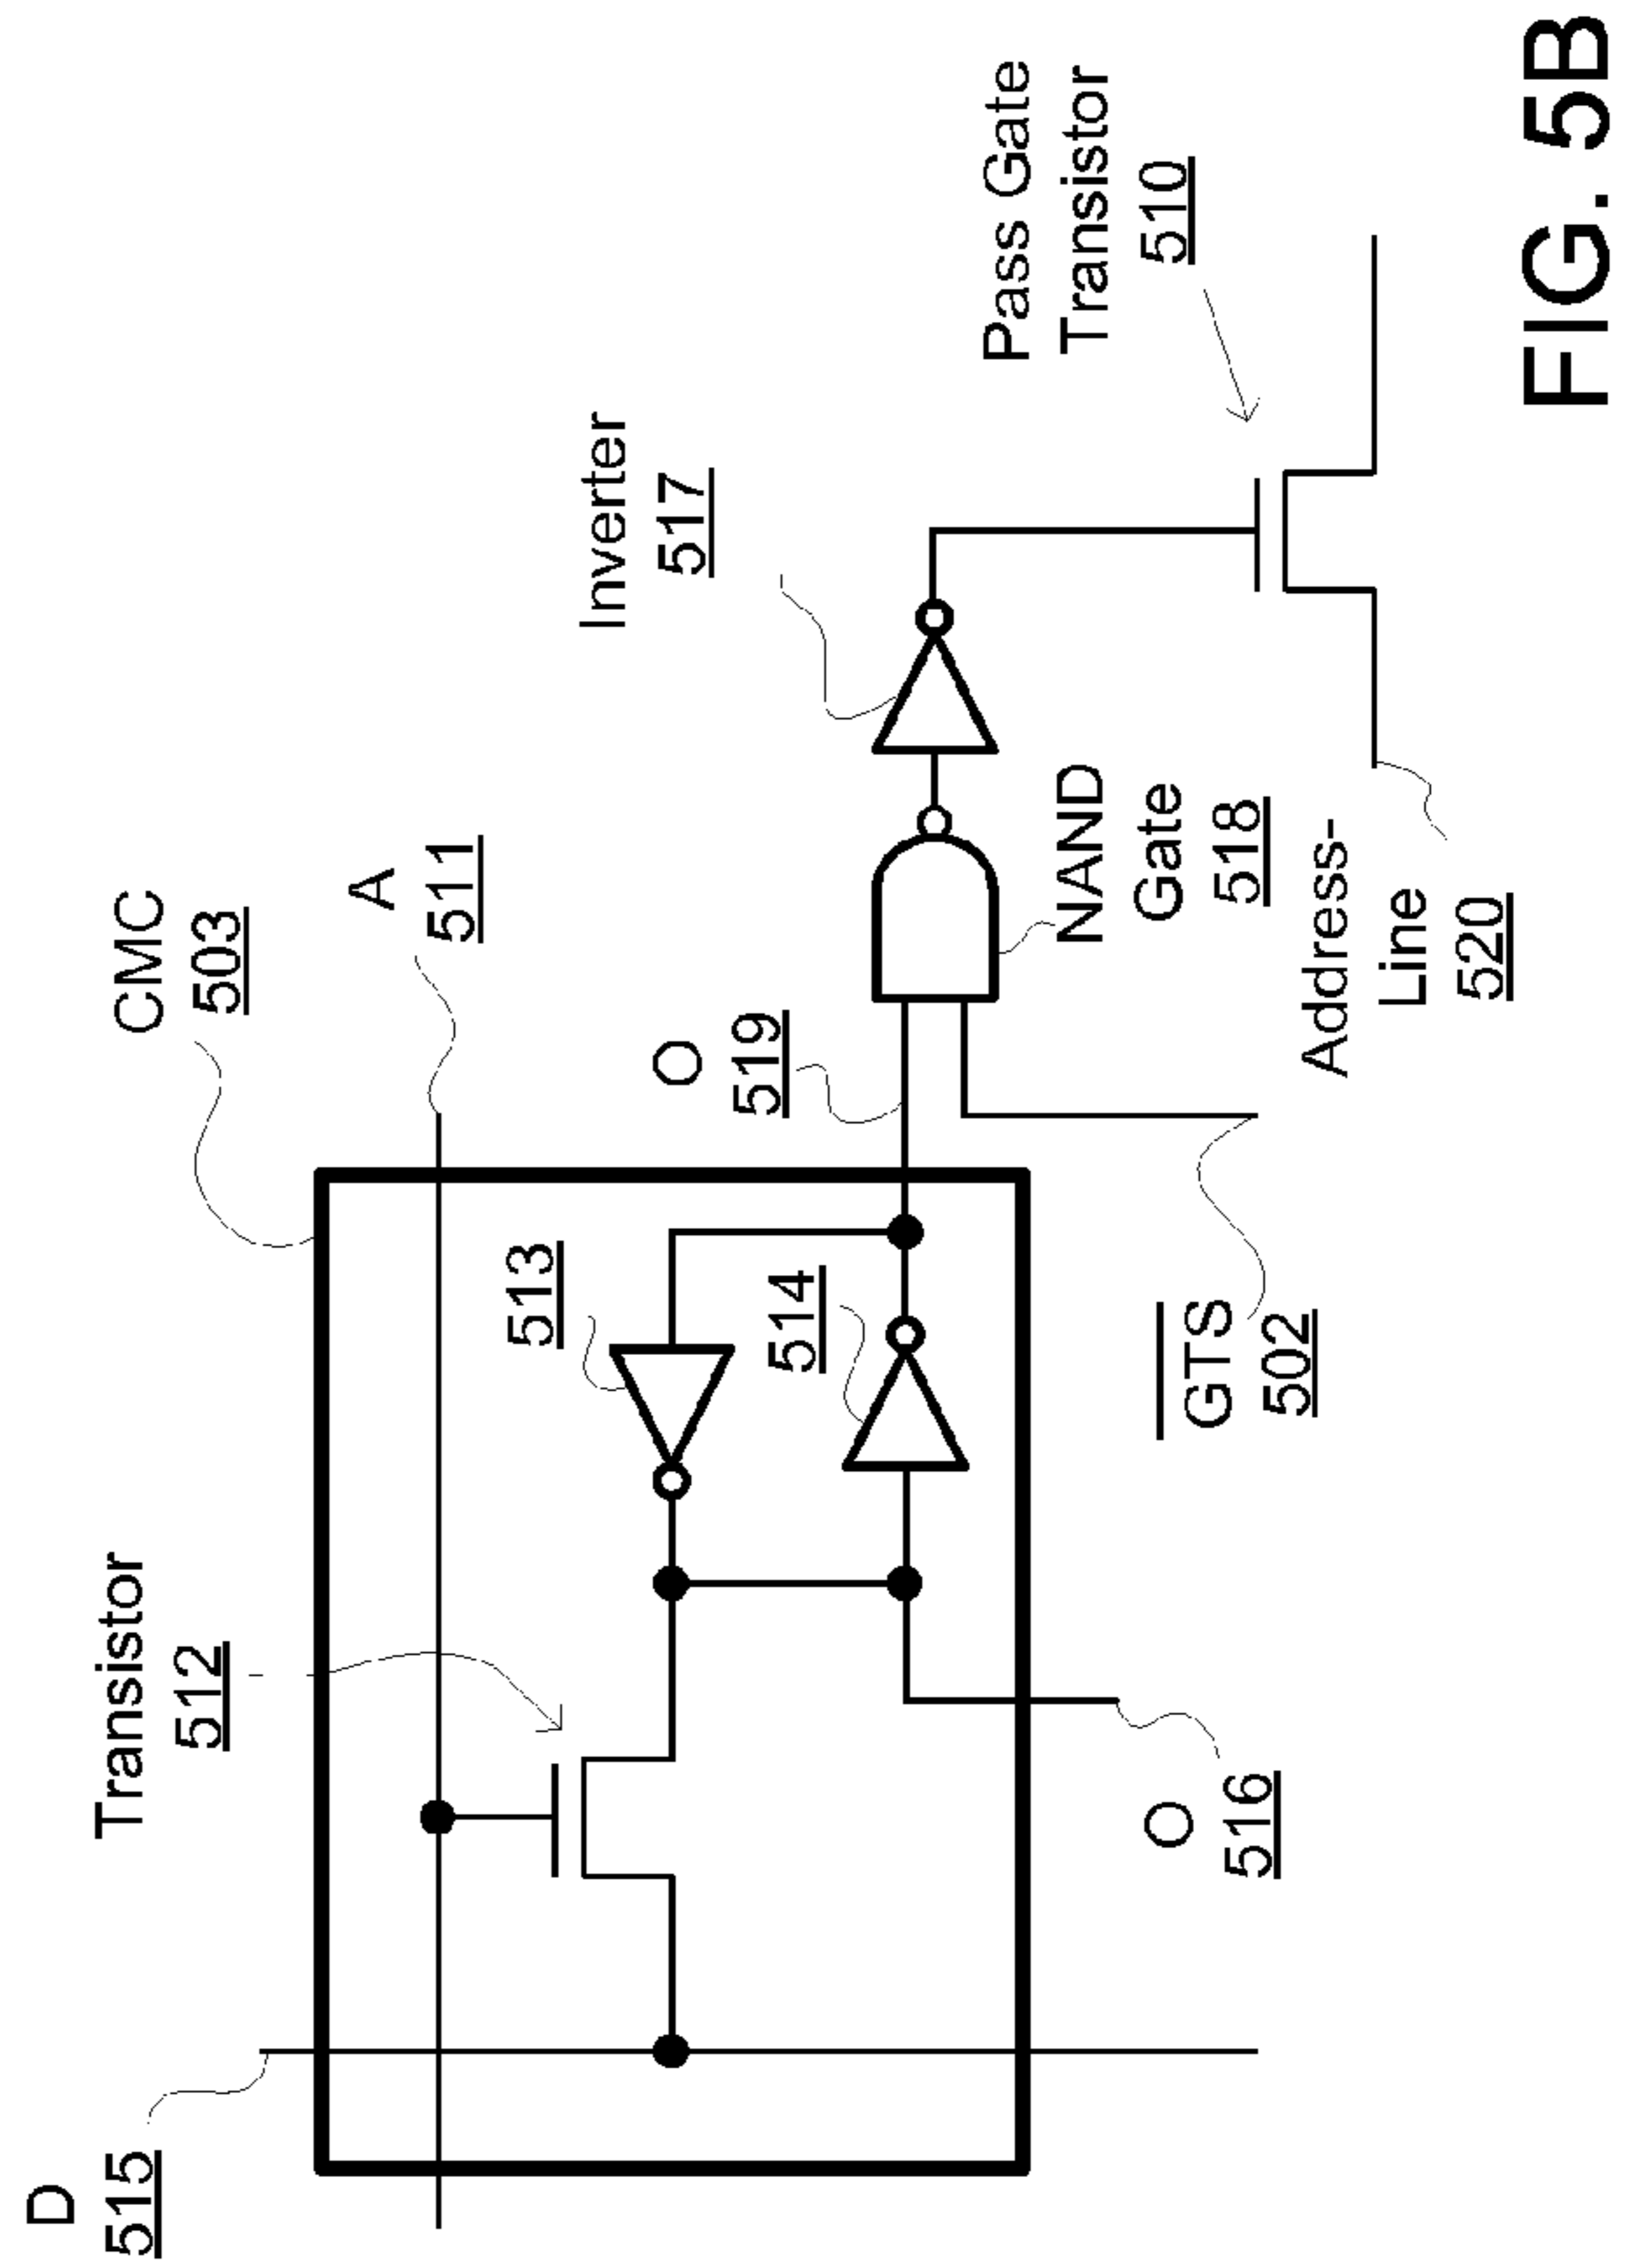 D
515
Transistor
512
CMC
503
A
511
513
514
O
519
O
516
GTS
502
Inverter
517
NAND
Gate
518
Address-
Line
520
Pass Gate
Transistor
510
FIG. 5B